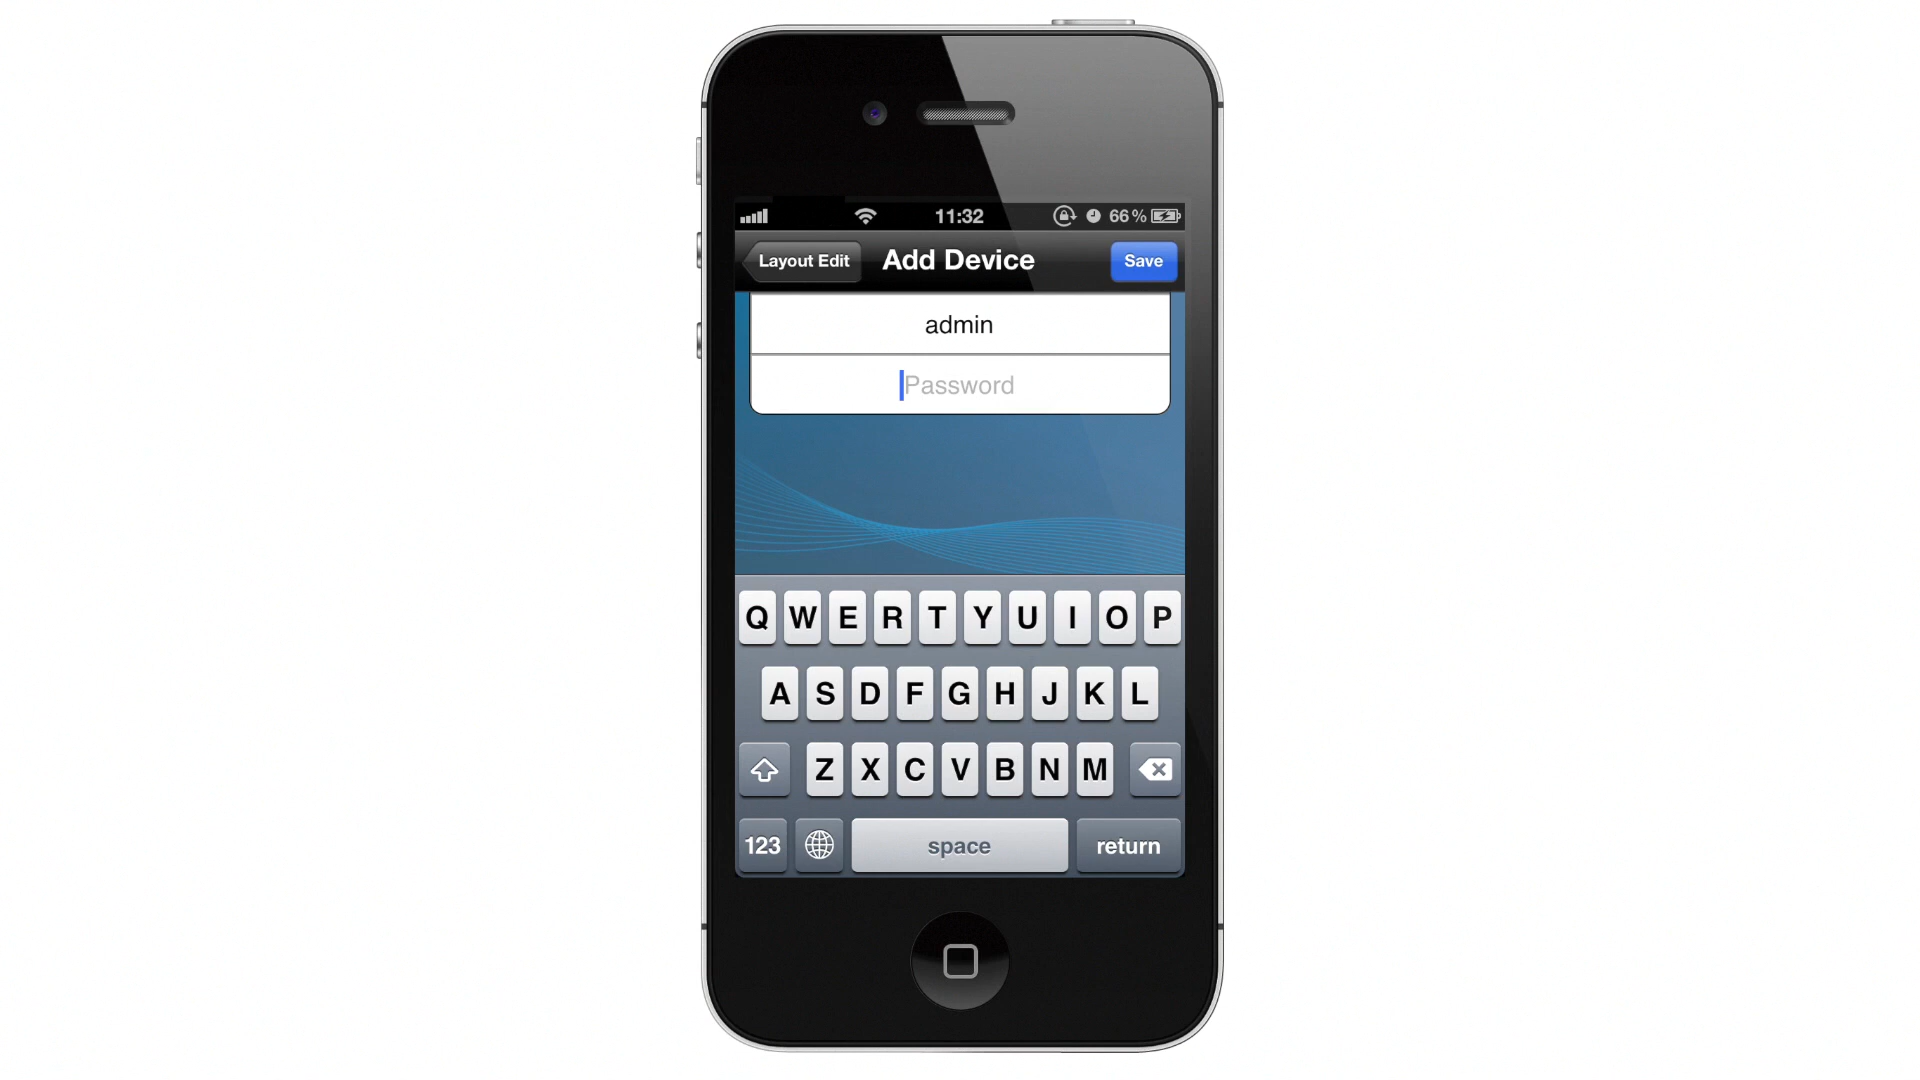 11:32 66%
Layout Edit Add Device Save
admin
Password
Q W E R T Y U I O P
A S D F G H J K L
Z X C V B N M
123 space return